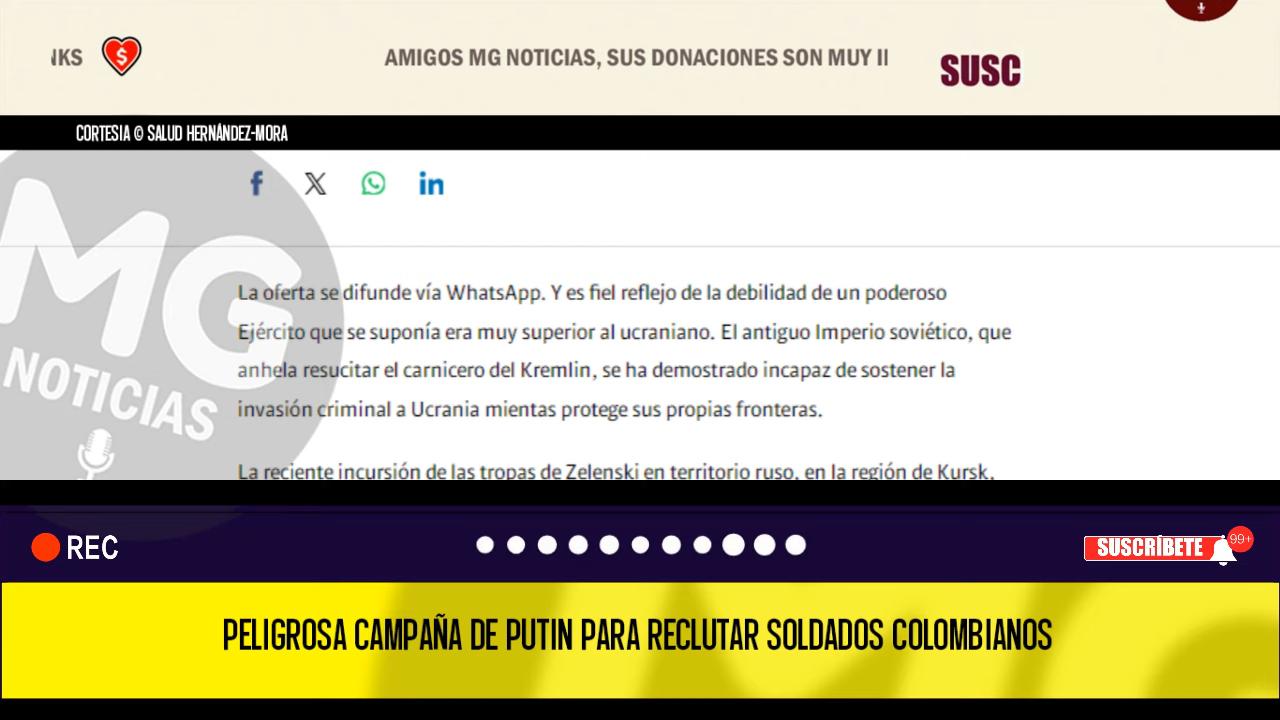 NKS
AMIGOS MG NOTICIAS, SUS DONACIONES SON MUY
SUSC
CORTESIA © SALUD HERNÁNDEZ-MORA
MG
NOTICIAS
La oferta se difunde vía WhatsApp. Y es fiel reflejo de la debilidad de un poderoso
Ejército que se suponía era muy superior al ucraniano. El antiguo Imperio soviético, que
anhela resucitar el carnicero del Kremlin, se ha demostrado incapaz de sostener la
invasión criminal a Ucrania mientas protege sus propias fronteras.
La reciente incursión de las tropas de Zelenski en territorio ruso, en la región de Kursk,
REC
SUSCRÍBETE 99+
PELIGROSA CAMPAÑA DE PUTIN PARA RECLUTAR SOLDADOS COLOMBIANOS